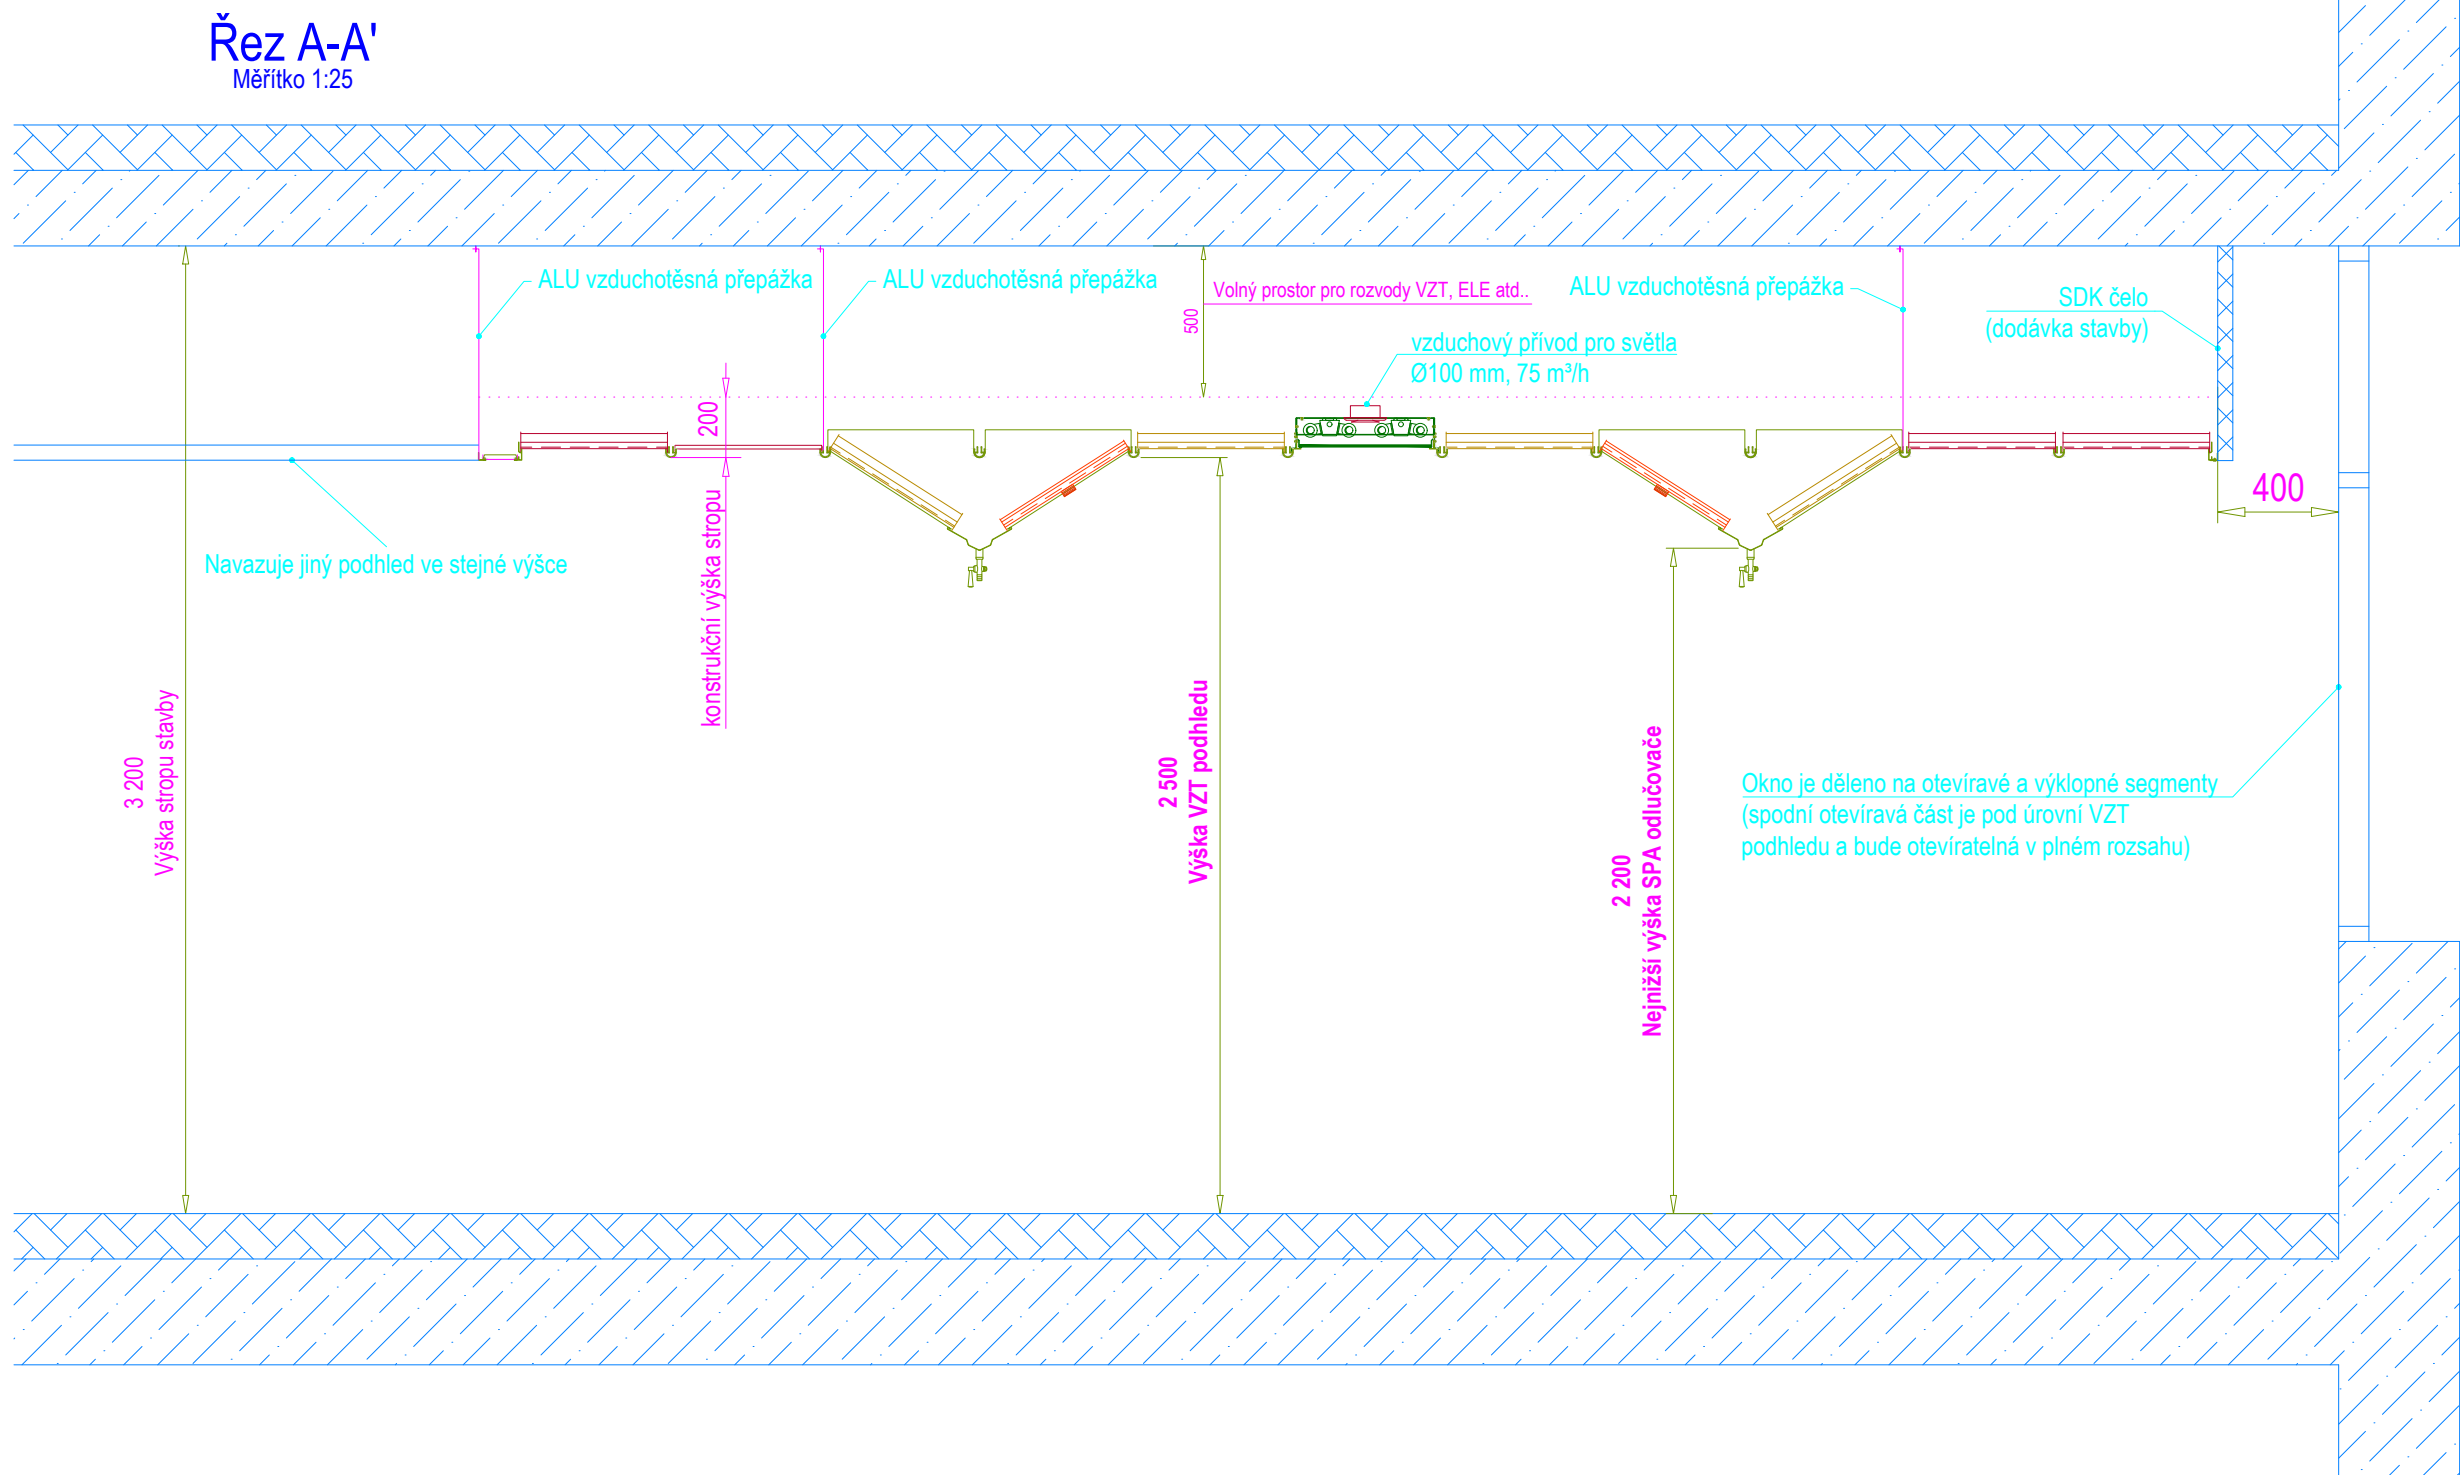 Řez A-A'
Měřítko 1:25
ALU vzduchotěsná přepážka
ALU vzduchotěsná přepážka
Volný prostor pro rozvody VZT, ELE atd..
500
ALU vzduchotěsná přepážka
SDK čelo
(dodávka stavby)
vzduchový přívod pro světla
Ø100 mm, 75 m³/h
200
konstrukční výška stropu
400
Navazuje jiný podhled ve stejné výšce
3 200
Výška stropu stavby
2 500
Výška VZT podhledu
2 200
Nejnižší výška SPA odlučovače
Okno je děleno na otevíravé a výklopné segmenty
(spodní otevíravá část je pod úrovní VZT
podhledu a bude otevíratelná v plném rozsahu)